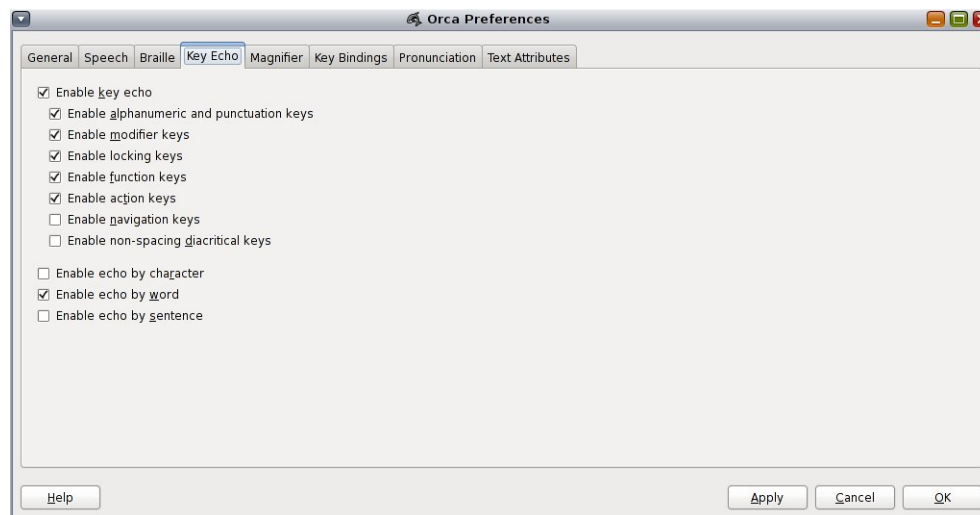 Orca Preferences
General Speech Braille Key Echo Magnifier Key Bindings Pronunciation Text Attributes
Enable key echo
Enable alphanumeric and punctuation keys
Enable modifier keys
Enable locking keys
Enable function keys
Enable action keys
Enable navigation keys
Enable non-spacing diacritical keys
Enable echo by character
Enable echo by word
Enable echo by sentence
Help Apply Cancel OK